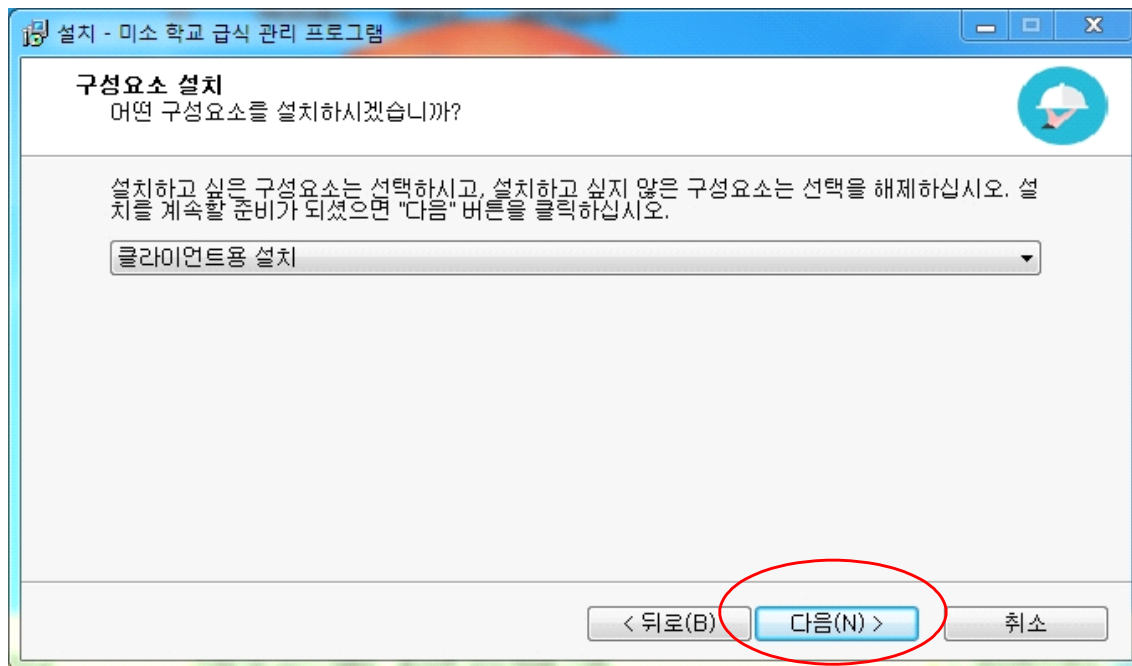 설치 - 미소 학교 급식 관리 프로그램
구성요소 설치
어떤 구성요소를 설치하시겠습니까?
설치하고 싶은 구성요소는 선택하시고, 설치하고 싶지 않은 구성요소는 선택을 해제하십시오. 설
치를 계속할 준비가 되셨으면 "다음" 버튼을 클릭하십시오.
클라이언트용 설치
< 뒤로(B)
다음(N) >
취소